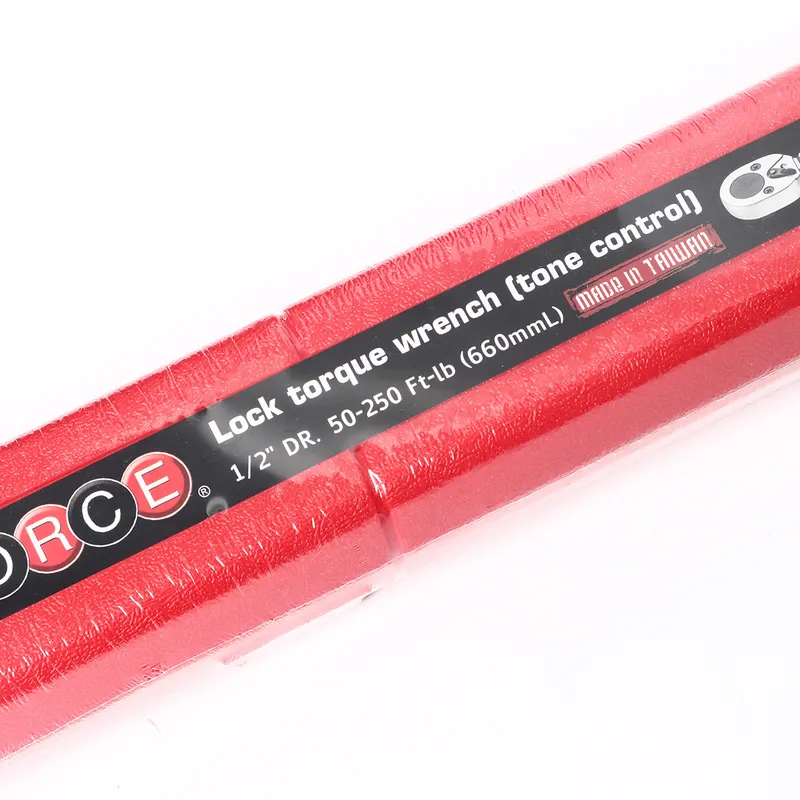 ORCE®
Lock torque wrench (tone control)
1/2" DR. 50-250 Ft-lb (660mmL)
MADE IN TAIWAN